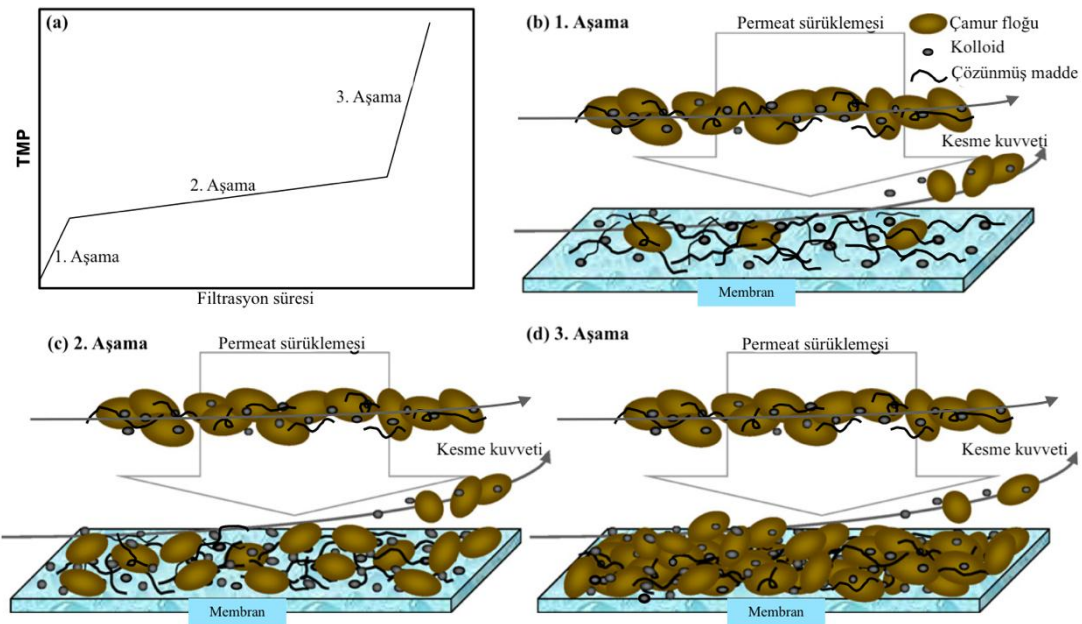 (a)
TMP
1. Aşama
2. Aşama
3. Aşama
Filtrasyon süresi
(b) 1. Aşama
Permeat sürüklemesi
Çamur floğu
Kolloid
Çözünmüş madde
Kesme kuvveti
Membran
(c) 2. Aşama
Permeat sürüklemesi
Kesme kuvveti
Membran
(d) 3. Aşama
Permeat sürüklemesi
Kesme kuvveti
Membran